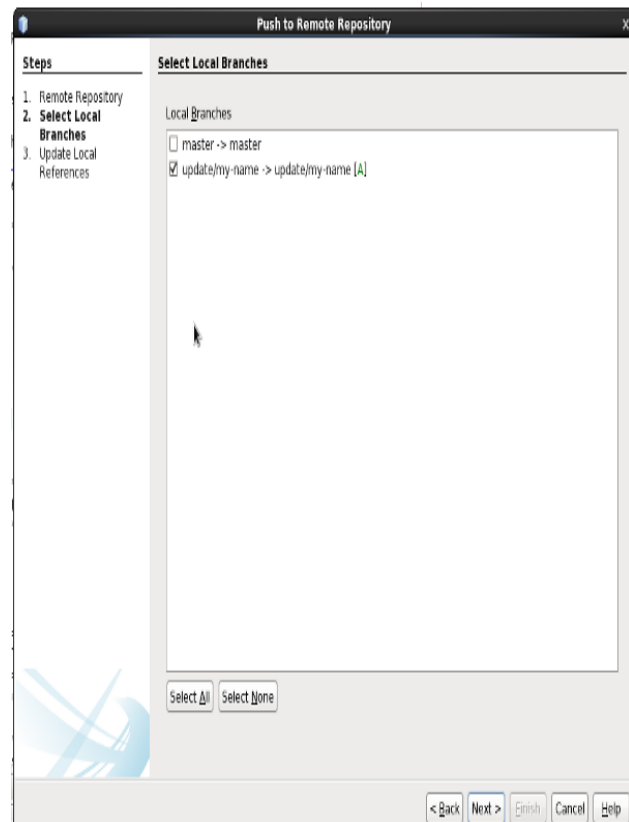 Push to Remote Repository
Steps
1. Remote Repository
2. Select Local
Branches
3. Update Local
References
Select Local Branches
Local Branches
master -> master
update/my-name -> update/my-name [A]
Select All
Select None
< Back
Next >
Finish
Cancel
Help